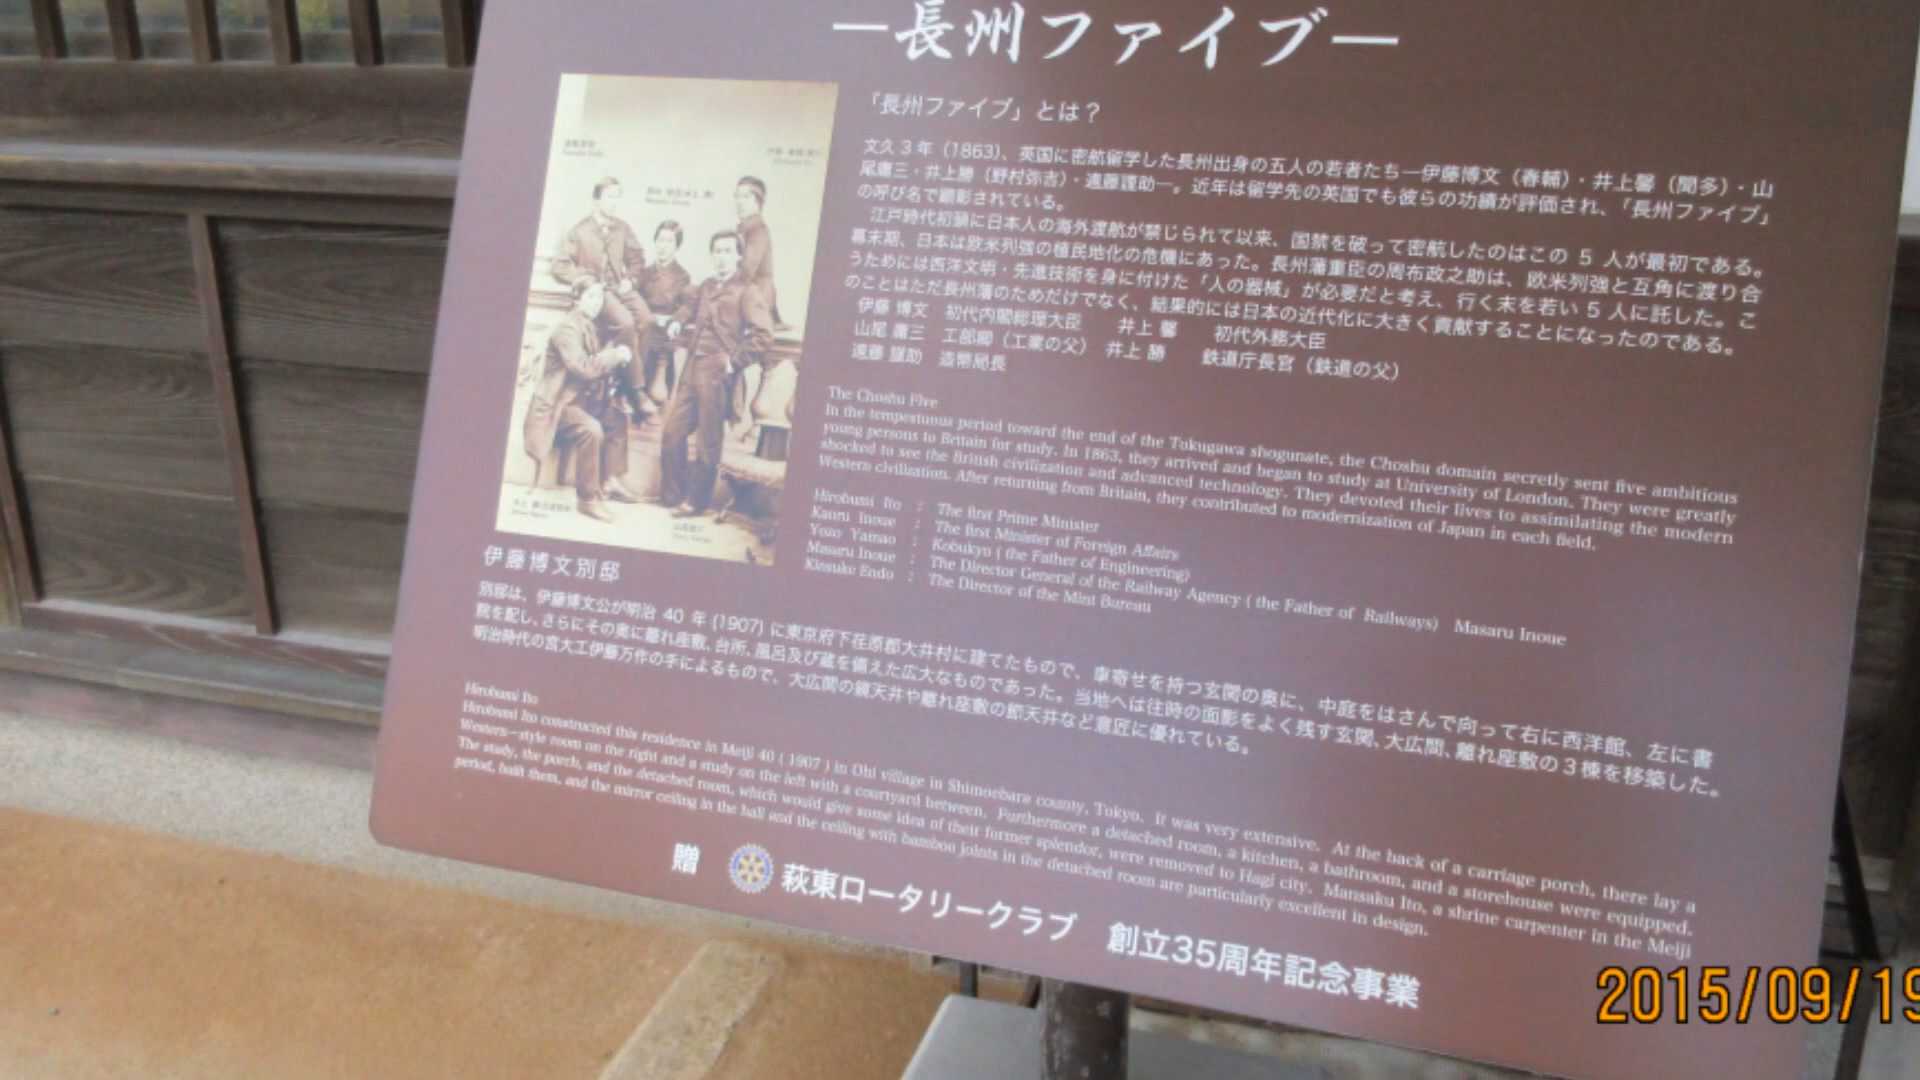 ―長州ファイブ―
「長州ファイブ」とは？
文久3年（1863）、英国に密航留学した長州出身の五人の若者たち―伊藤博文（春輔）・井上馨（聞多）・山
尾庸三・井上勝（野村弥吉）・遠藤謹助―。近年は留学先の英国でも彼らの功績が評価され、「長州ファイブ」
の呼び名で顕彰されている。
江戸時代初頭に日本人の海外渡航が禁じられて以来、国禁を破って密航したのはこの 5 人が最初である。
幕末期、日本は欧米列強の植民地化の危機にあった。長州藩重臣の周布政之助は、欧米列強と互角に渡り合
うためには西洋文明・先進技術を身に付けた「人の器械」が必要だと考え、行く末を若い 5 人に託した。こ
のことはただ長州藩のためだけでなく、結果的には日本の近代化に大きく貢献することになったのである。
伊藤 博文 初代内閣総理大臣 井上 馨 初代外務大臣
山尾 庸三 工部卿（工業の父） 井上 勝 鉄道庁長官（鉄道の父）
遠藤 謹助 造幣局長
The Choshu Five
In the tempestuous period toward the end of the Tokugawa shogunate, the Choshu domain secretly sent five ambitious
young persons to Britain for study. In 1863, they arrived and began to study at University of London. They were greatly
shocked to see the British civilization and advanced technology. They devoted their lives to assimilating the modern
Western civilization. After returning from Britain, they contributed to modernization of Japan in each field.
Hirobumi Ito : The first Prime Minister
Kaoru Inoue : The first Minister of Foreign Affairs
Yozo Yamao : Kobukyo ( the Father of Engineering)
Masaru Inoue : The Director General of the Railway Agency ( the Father of Railways) Masaru Inoue
Kinsuke Endo : The Director of the Mint Bureau
伊藤博文別邸
別邸は、伊藤博文公が明治 40 年 (1907) に東京府下荏原郡大井村に建てたもので、車寄せを持つ玄関の奥に、中庭をはさんで向って右に西洋館、左に書
院を配し、さらにその奥に離れ座敷、台所、風呂及び蔵を備えた広大なものであった。当地へは往時の面影をよく残す玄関、大広間、離れ座敷の3棟を移築した。
明治時代の宮大工伊藤万作の手によるもので、大広間の鏡天井や離れ座敷の節天井など意匠に優れている。
Hirobumi Ito
Hirobumi Ito constructed this residence in Meiji 40 ( 1907 ) in Ohi village in Shimoebara county, Tokyo. It was very extensive. At the back of a carriage porch, there lay a
Western-style room on the right and a study on the left with a courtyard between. Furthermore a detached room, a kitchen, a bathroom, and a storehouse were equipped.
The study, the porch, and the detached room, which would give some idea of their former splendor, were removed to Hagi city. Mansaku Ito, a shrine carpenter in the Meiji
period, built them, and the mirror ceiling in the hall and the ceiling with bamboo joints in the detached room are particularly excellent in design.
贈 萩東ロータリークラブ 創立35周年記念事業
2015/09/19